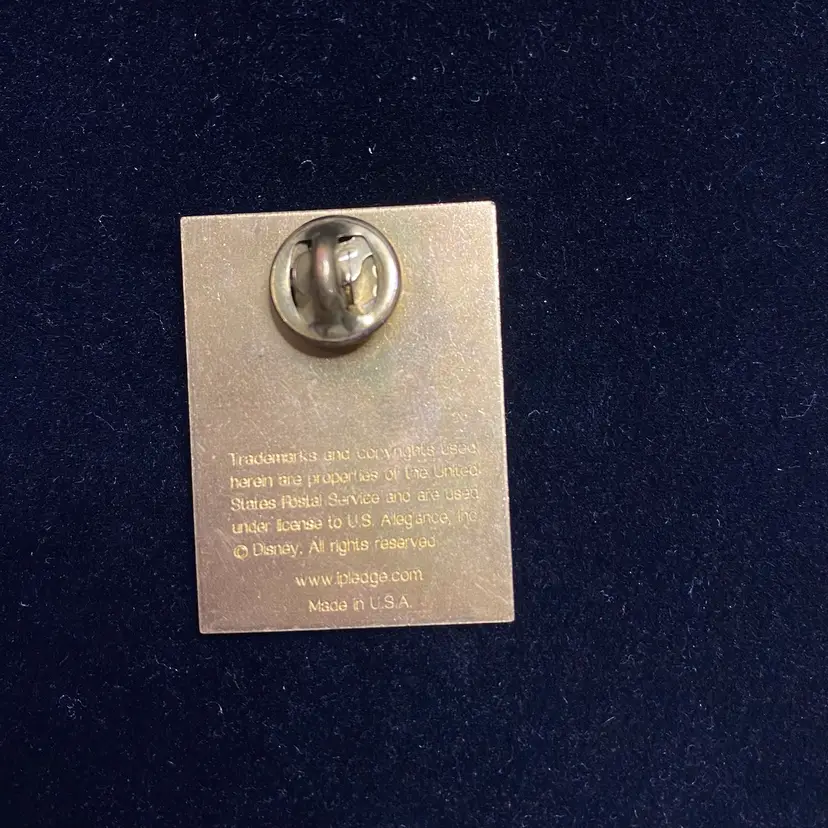 Trademarks and copyrights used
herein are properties of the United
States Postal Service and are used
under license to U.S. Allegiance, Inc
© Disney. All rights reserved.
www.ipledge.com
Made in U.S.A.